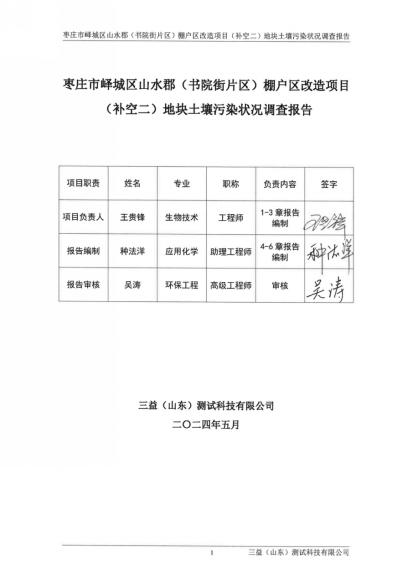 枣庄市峄城区山水郡（书院街片区）棚户区改造项目（补空二）地块土壤污染状况调查报告
枣庄市峄城区山水郡（书院街片区）棚户区改造项目
（补空二）地块土壤污染状况调查报告
项目职责 姓名 专业 职称 负责内容 签字
项目负责人 王贵锋 生物技术 工程师 1-3 章报告
编制
报告编制 种法洋 应用化学 助理工程师 4-6 章报告
编制 种法洋
报告审核 吴涛 环保工程 高级工程师 审核 吴涛
三益（山东）测试科技有限公司
二〇二四年五月
1 三益（山东）测试科技有限公司